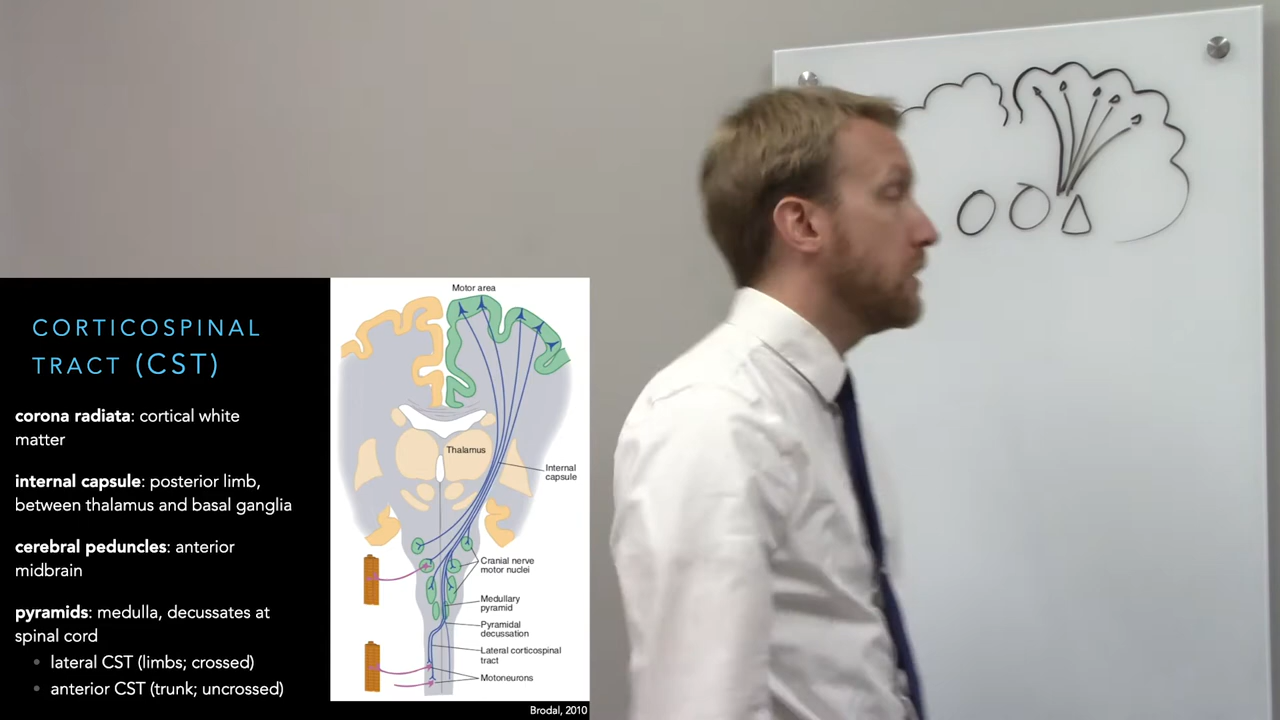 CORTICOSPINAL
TRACT (CST)
corona radiata: cortical white
matter
internal capsule: posterior limb,
between thalamus and basal ganglia
cerebral peduncles: anterior
midbrain
pyramids: medulla, decussates at
spinal cord
• lateral CST (limbs; crossed)
• anterior CST (trunk; uncrossed)
Motor area
Thalamus
Internal
capsule
Cranial nerve
motor nuclei
Medullary
pyramid
Pyramidal
decussation
Lateral corticospinal
tract
Motoneurons
Brodal, 2010